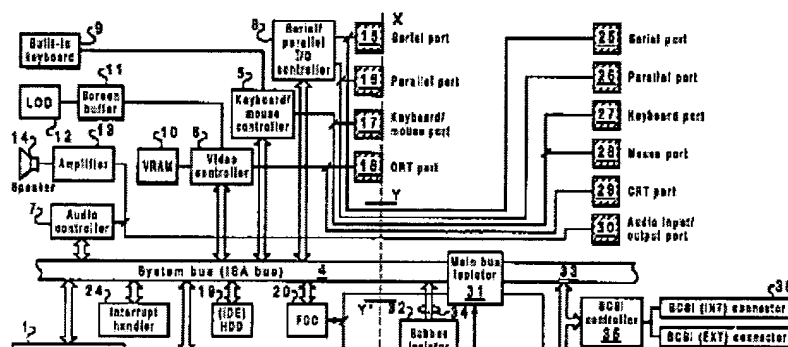 X
9
8
Built-in keyboard
Serial/ parallel I/O controller
15
Serial port
25
Serial port
11
5
16
Parallel port
26
Parallel port
LCD
Screen buffer
Keyboard/ mouse controller
17
Keyboard/ mouse port
27
Keyboard port
14
12
13
10
6
28
Mouse port
Amplifier
VRAM
Video controller
18
CRT port
Speaker
29
CRT port
7
Audio controller
Y
30
Audio input/ output port
System bus (ISA bus)
4
Main bus isolator
31
33
24
19
20
Y'
32
34
Interrupt handler
(IDE) HDD
FDC
SCSI controller
35
SCSI (INT) connector
SCSI (EXT) connector
1